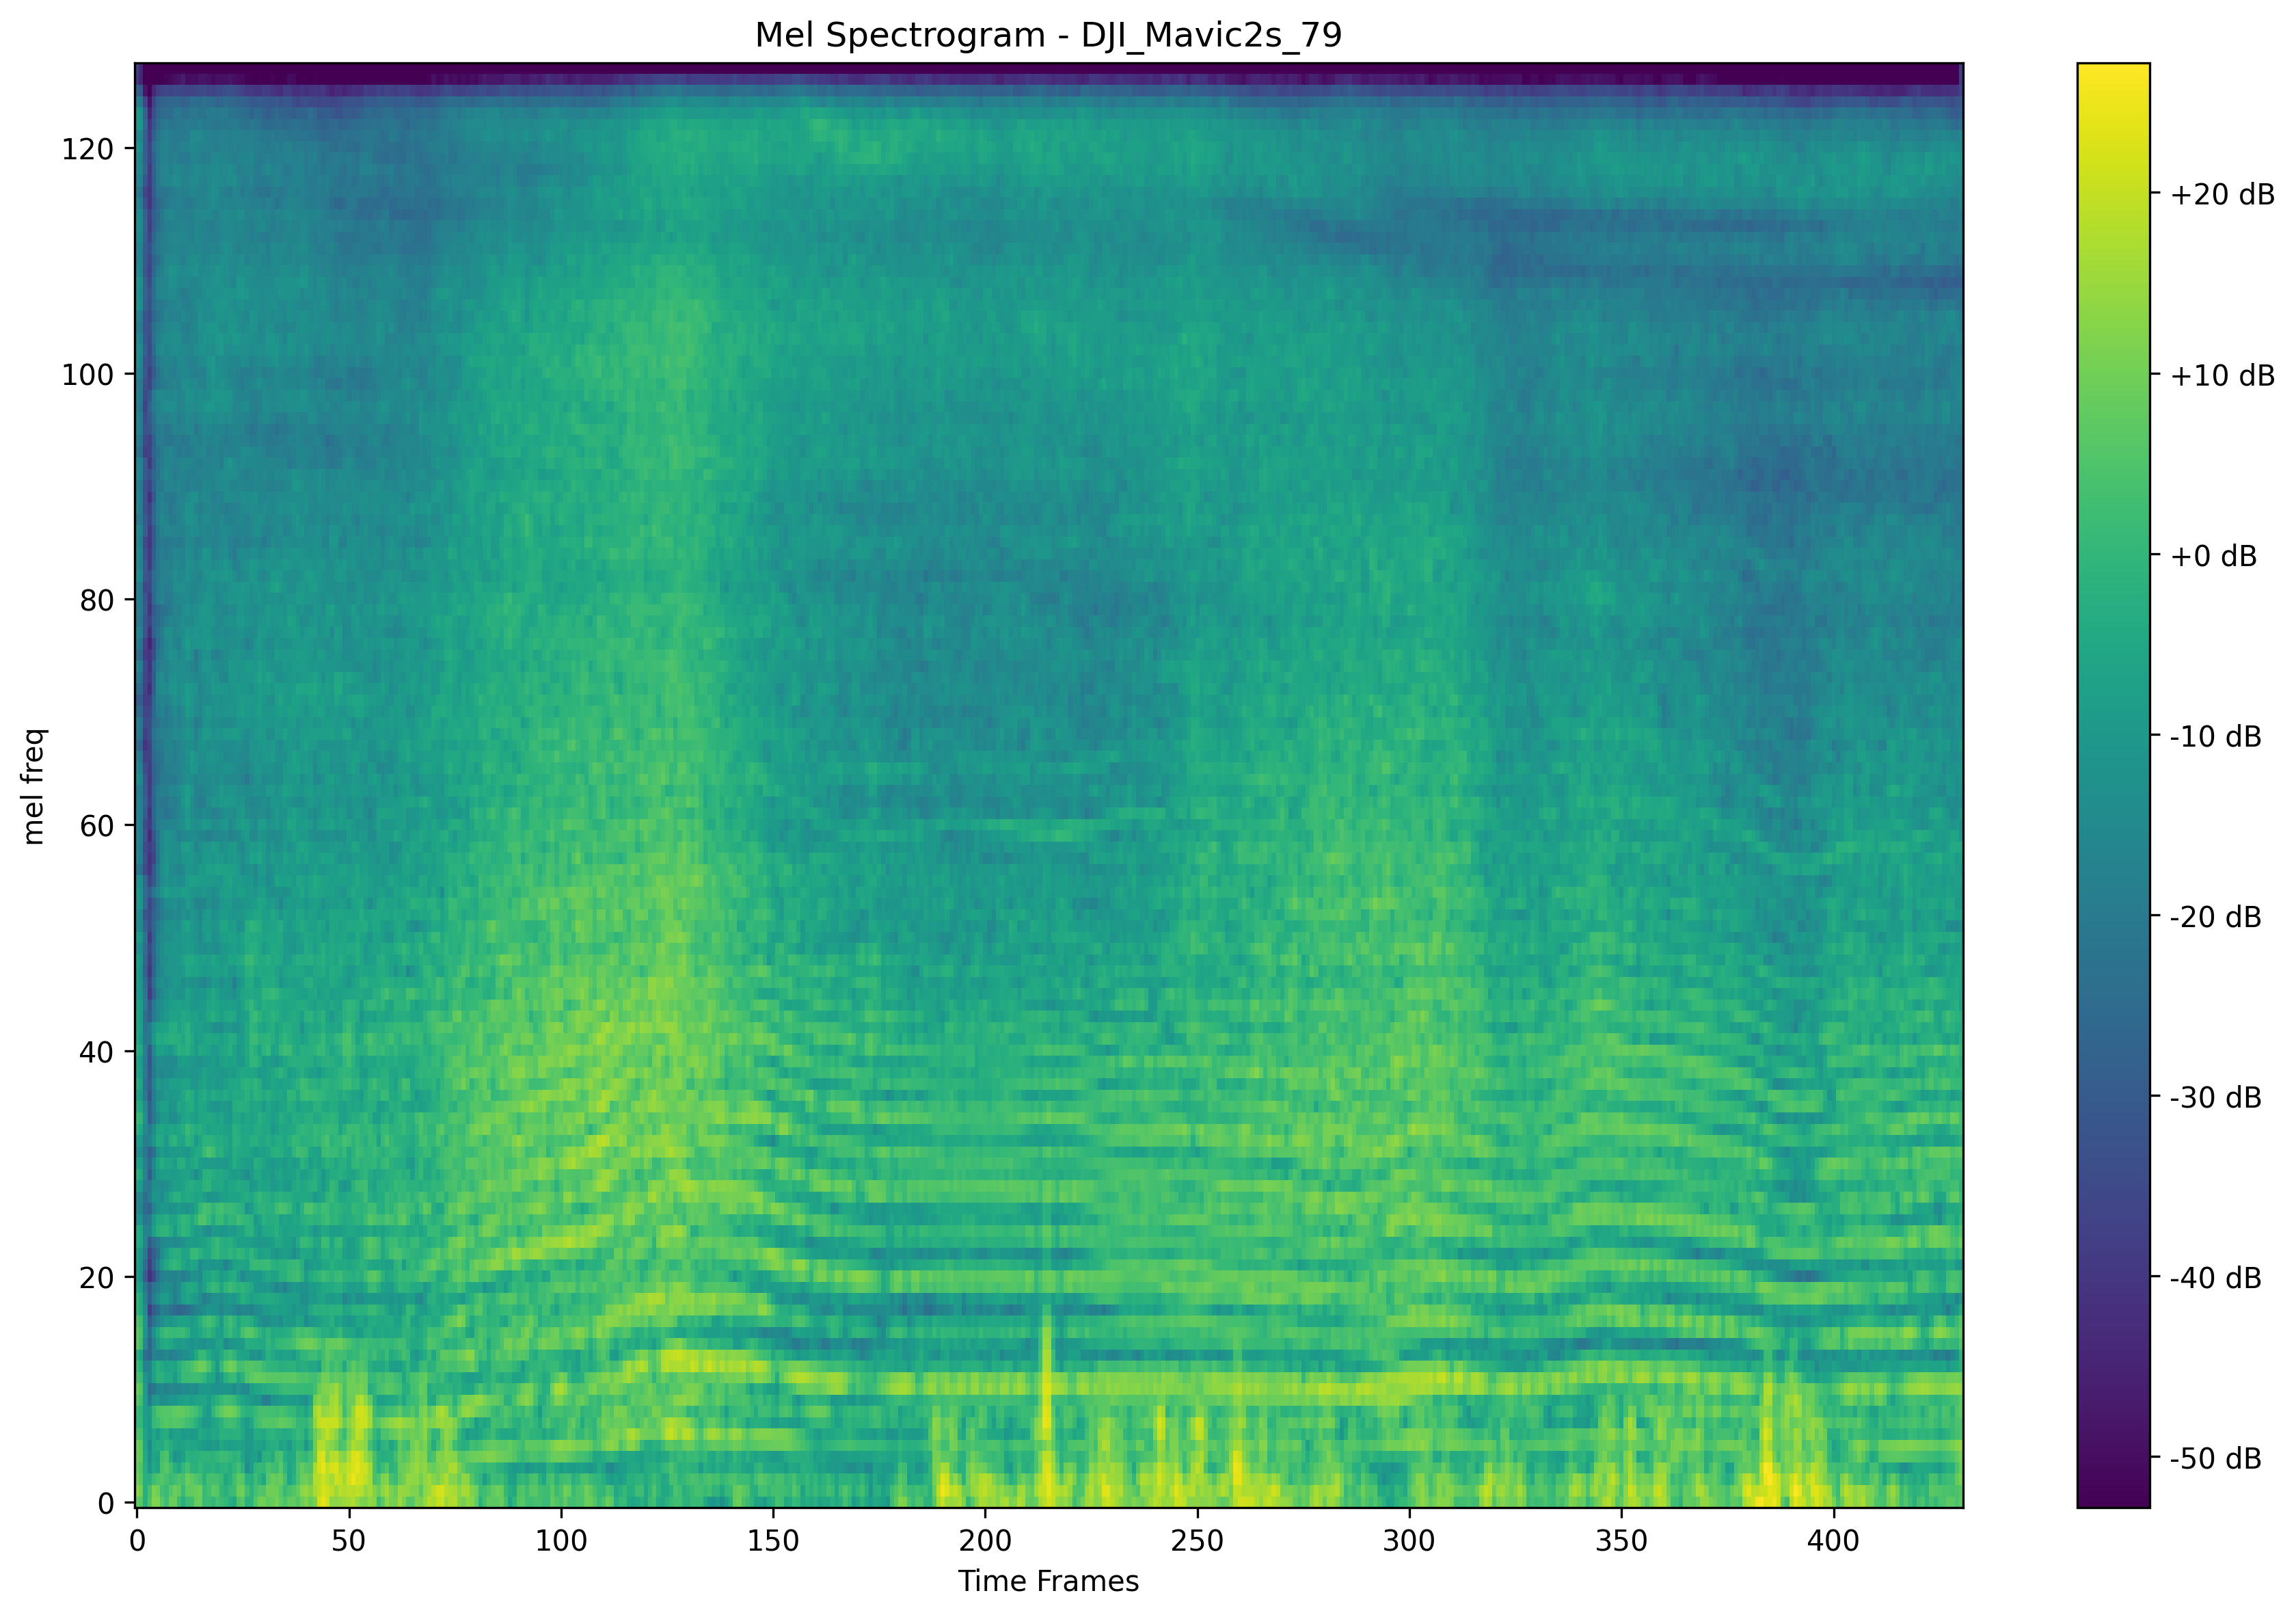 Mel Spectrogram - DJI_Mavic2s_79
mel freq
120
100
80
60
40
20
0
0 50 100 150 200 250 300 350 400
Time Frames
+20 dB
+10 dB
+0 dB
-10 dB
-20 dB
-30 dB
-40 dB
-50 dB